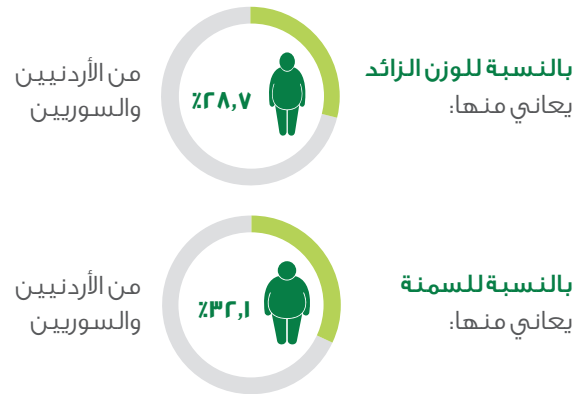 بالنسبة للوزن الزائد
يعاني منها:
٪٢٨,٧
من الأردنيين
والسوريين
بالنسبة للسمنة
يعاني منها:
٪٣٢,١
من الأردنيين
والسوريين